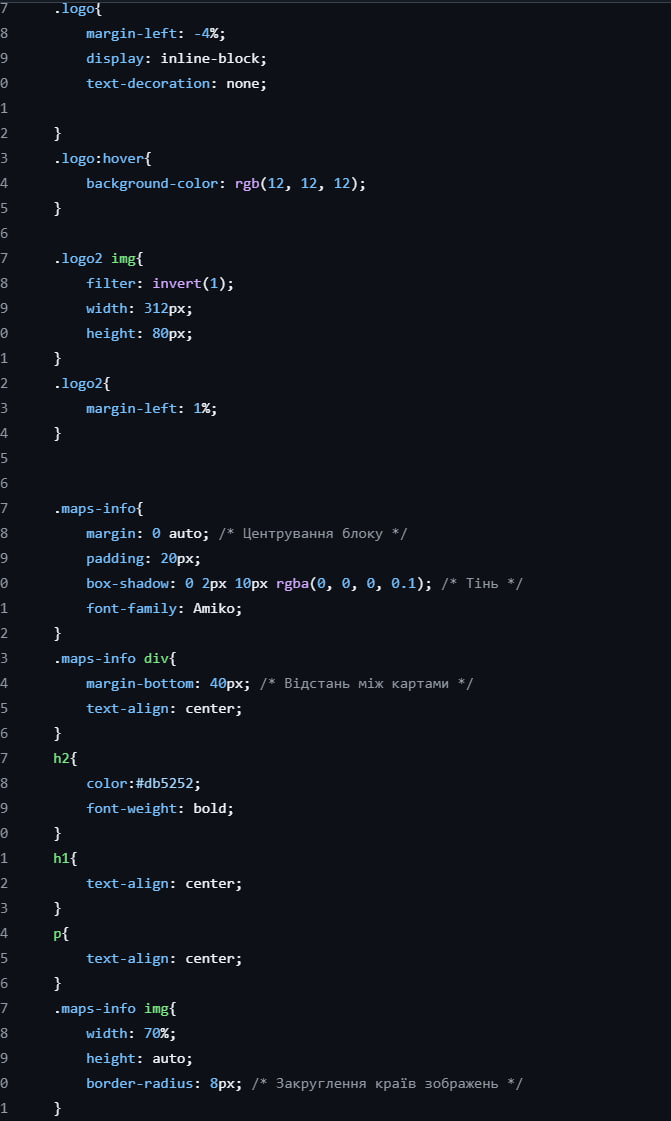 7 .logo{
8 margin-left: -4%;
9 display: inline-block;
0 text-decoration: none;
1
2 }
3 .logo:hover{
4 background-color: rgb(12, 12, 12);
5 }
6
7 .logo2 img{
8 filter: invert(1);
9 width: 312px;
0 height: 80px;
1 }
2 .logo2{
3 margin-left: 1%;
4 }
5
6
7 .maps-info{
8 margin: 0 auto; /* Центрування блоку */
9 padding: 20px;
0 box-shadow: 0 2px 10px rgba(0, 0, 0, 0.1); /* Тінь */
1 font-family: Amiko;
2 }
3 .maps-info div{
4 margin-bottom: 40px; /* Відстань між картами */
5 text-align: center;
6 }
7 h2{
8 color:#db5252;
9 font-weight: bold;
0 }
1 h1{
2 text-align: center;
3 }
4 p{
5 text-align: center;
6 }
7 .maps-info img{
8 width: 70%;
9 height: auto;
0 border-radius: 8px; /* Закруглення країв зображень */
1 }